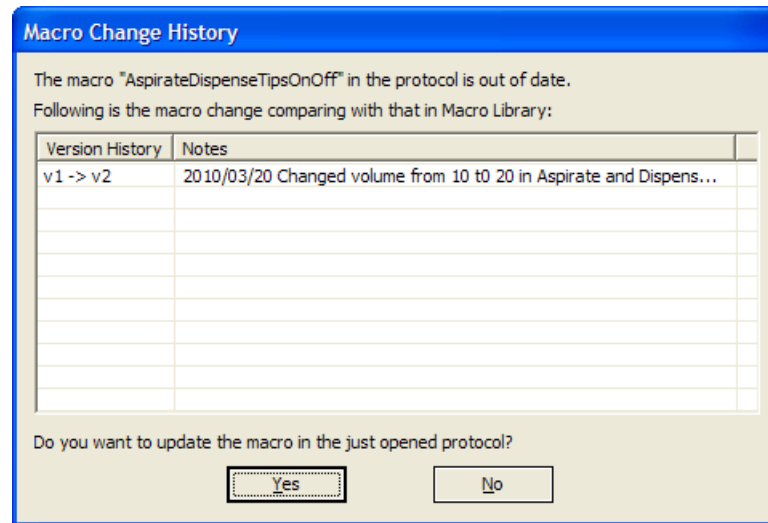 Macro Change History
The macro "AspirateDispenseTipsOnOff" in the protocol is out of date.
Following is the macro change comparing with that in Macro Library:
Version History Notes
v1 -> v2 2010/03/20 Changed volume from 10 t0 20 in Aspirate and Dispens...
Do you want to update the macro in the just opened protocol?
Yes No